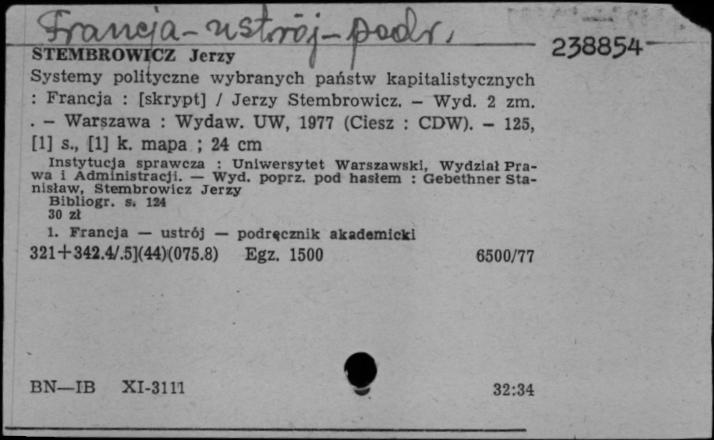 Francja - ustrój - podr.
238854
STEMBROWICZ Jerzy
Systemy polityczne wybranych państw kapitalistycznych
: Francja : [skrypt] / Jerzy Stembrowicz. — Wyd. 2 zm.
. — Warszawa : Wydaw. UW, 1977 (Ciesz : CDW). — 125,
[1] s., [1] k. mapa ; 24 cm
Instytucja sprawcza : Uniwersytet Warszawski, Wydział Pra-
wa i Administracji. — Wyd. poprz. pod hasłem : Gebethner Sta-
nisław, Stembrowicz Jerzy
Bibliogr. s. 124
30 zł
1. Francja — ustrój — podręcznik akademicki
321+342.4/.5](44)(075.8) Egz. 1500 6500/77
BN—IB XI-3111 32:34